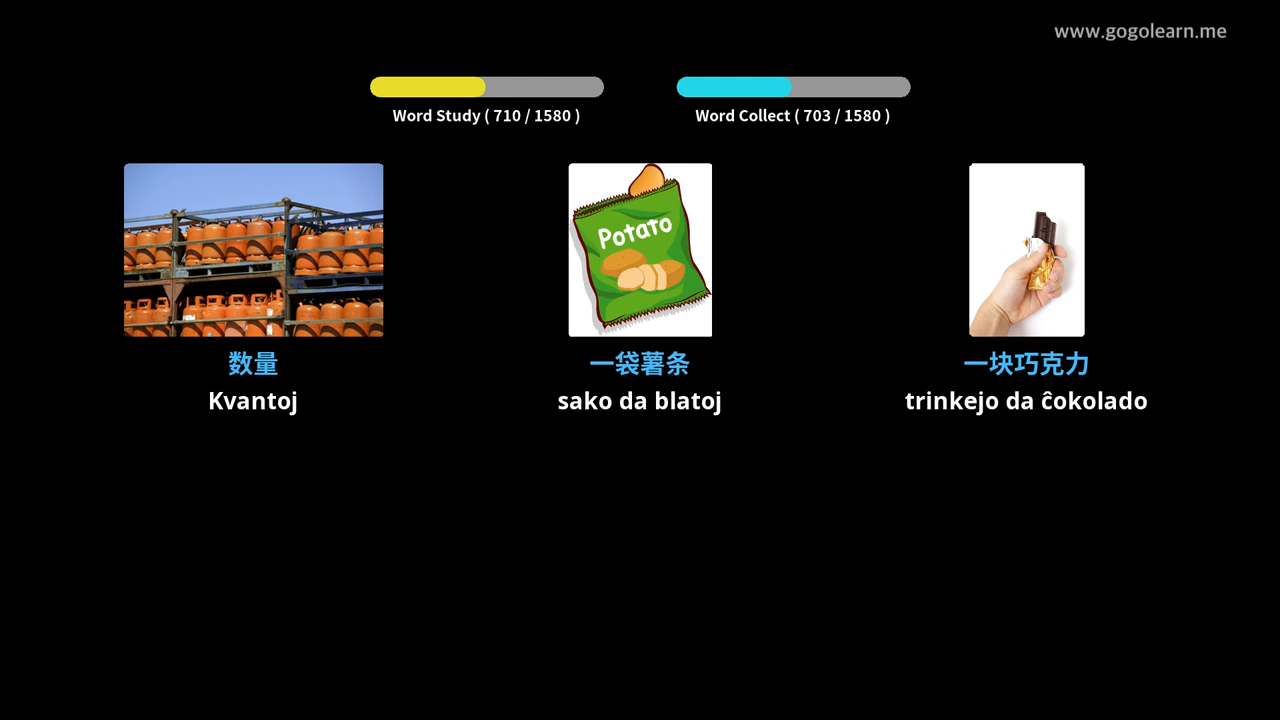 www.gogolearn.me
Word Study ( 710 / 1580 )
Word Collect ( 703 / 1580 )
Potato
数量
一袋薯条
一块巧克力
Kvantoj
sako da blatoj
trinkejo da ĉokolado